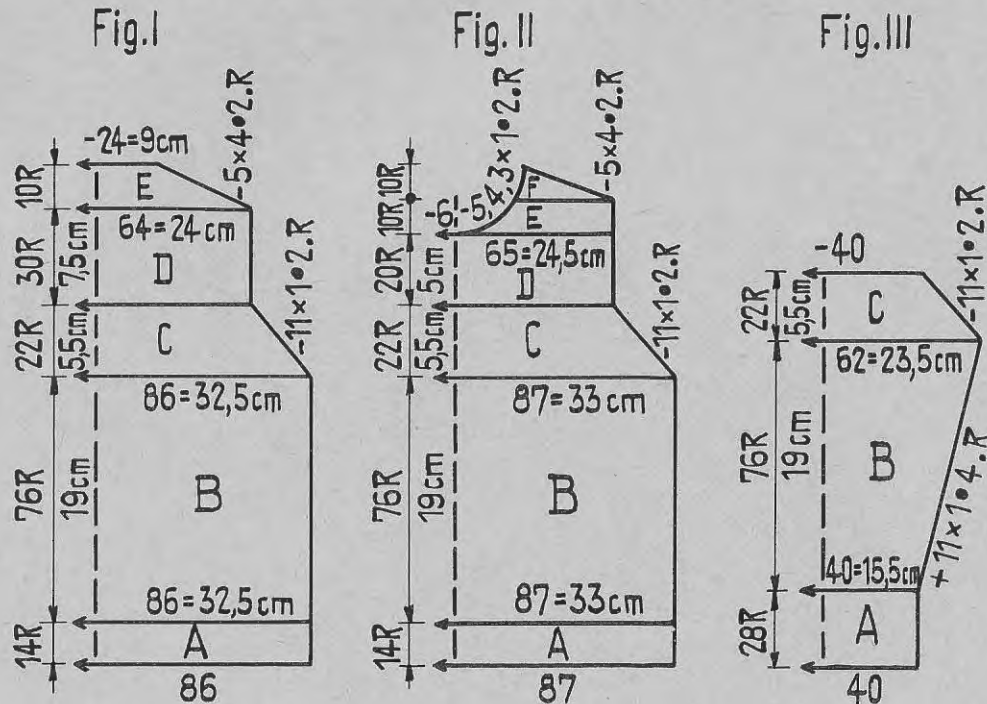 Fig.I
-24=9cm
-5×4•2.R
10R
E
64=24cm
30R
7,5cm
D
-11×1•2.R
22R
5,5cm
C
86=32,5cm
76R
19cm
B
86=32,5cm
14R
A
86
Fig. II
-6,-5,4,3×1•2.R
-5×4•2.R
10R
F
10R
E
65=24,5cm
20R
5cm
D
-11×1•2.R
22R
5,5cm
C
87=33cm
76R
19cm
B
87=33cm
14R
A
87
Fig.III
-40
-11×1•2.R
22R
5,5cm
C
62=23,5cm
76R
19cm
B
+11×1•4.R
40=15,5cm
28R
A
40